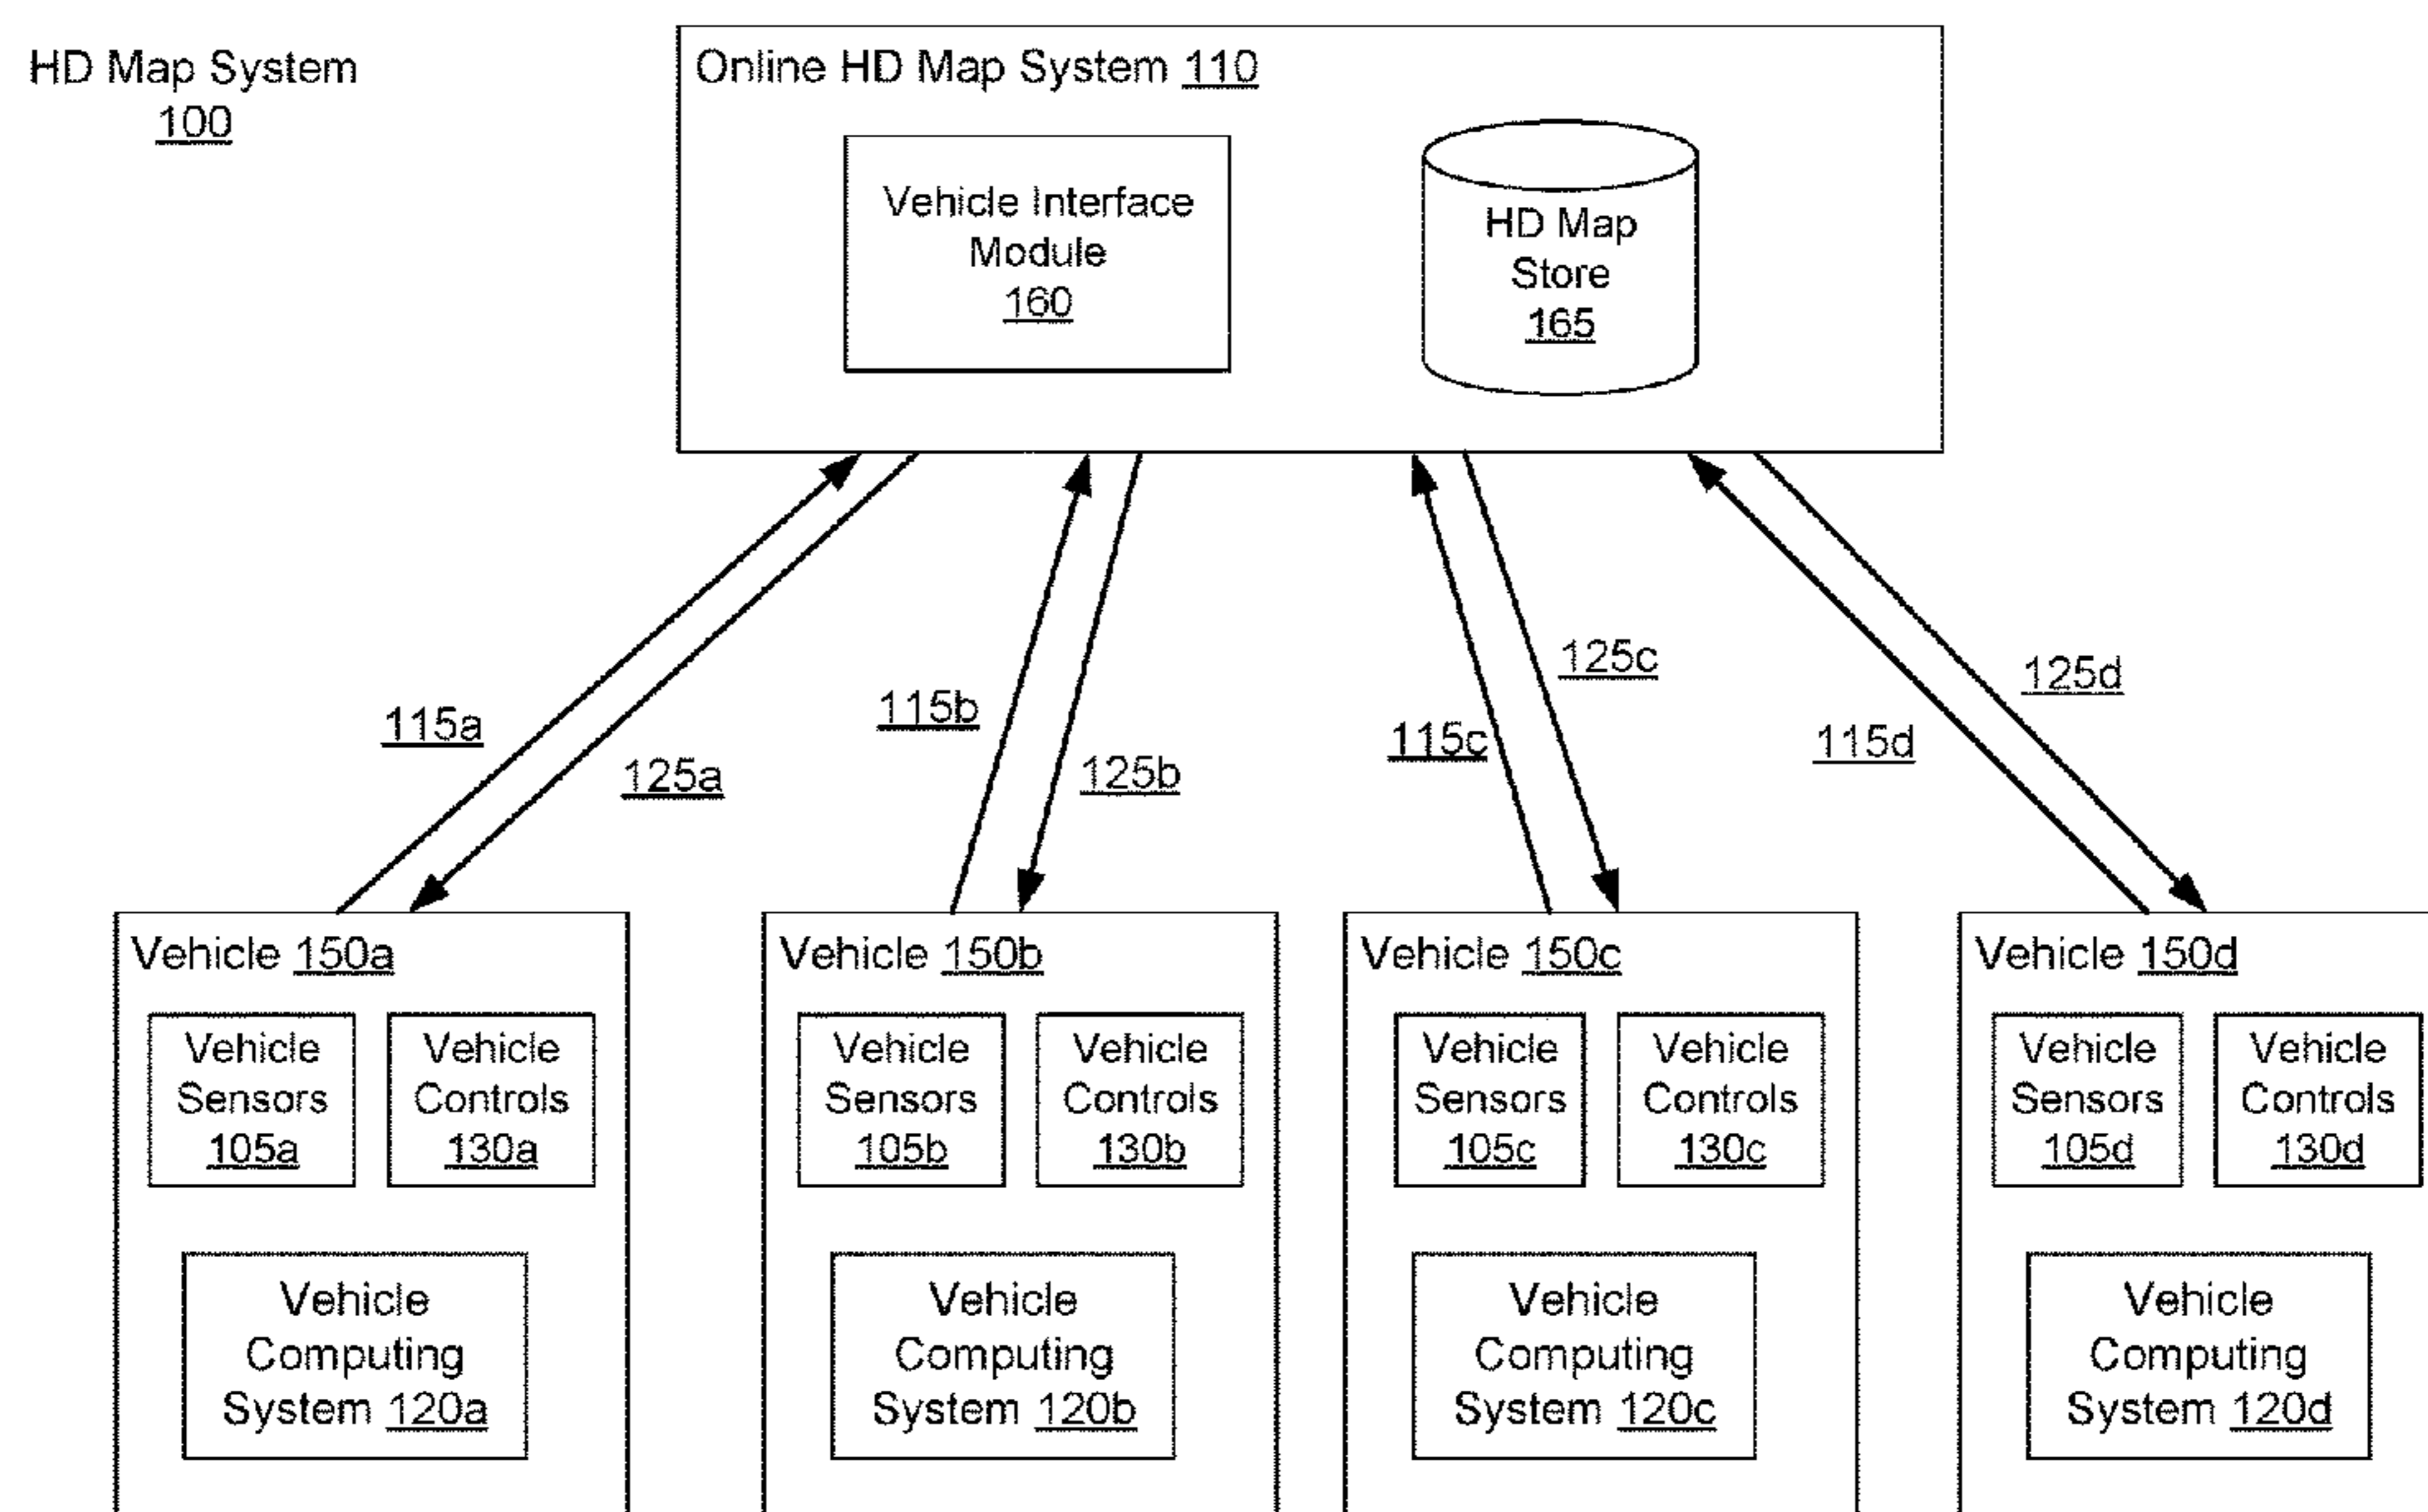 HD Map System
100
Online HD Map System 110
Vehicle Interface
Module
160
HD Map
Store
165
115a
125a
115b
125b
115c
125c
115d
125d
Vehicle 150a
Vehicle
Sensors
105a
Vehicle
Controls
130a
Vehicle
Computing
System 120a
Vehicle 150b
Vehicle
Sensors
105b
Vehicle
Controls
130b
Vehicle
Computing
System 120b
Vehicle 150c
Vehicle
Sensors
105c
Vehicle
Controls
130c
Vehicle
Computing
System 120c
Vehicle 150d
Vehicle
Sensors
105d
Vehicle
Controls
130d
Vehicle
Computing
System 120d